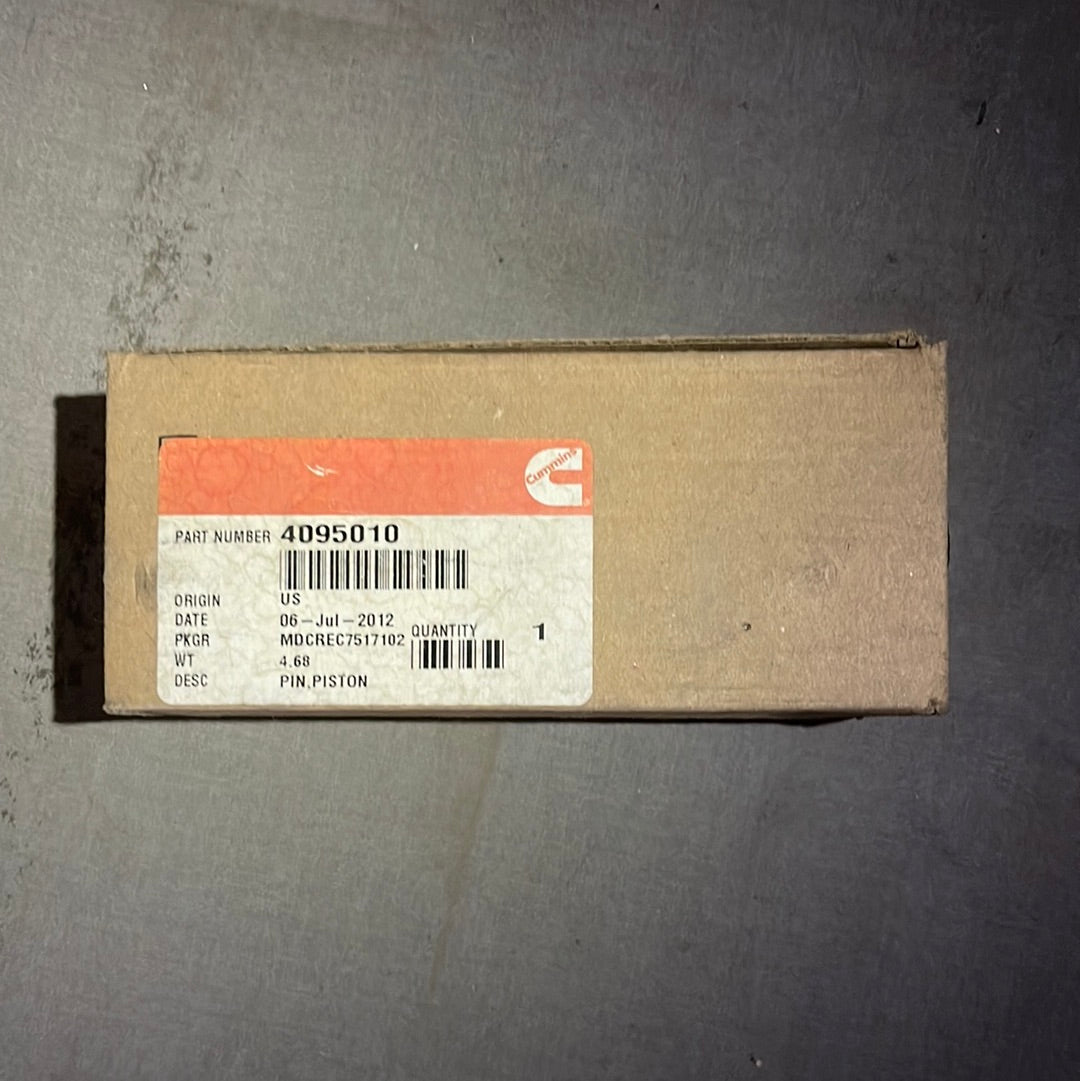 Cummins
PART NUMBER 4095010
ORIGIN US
DATE 06-Jul-2012
PKGR MDCREC7517102 QUANTITY 1
WT 4.68
DESC PIN,PISTON